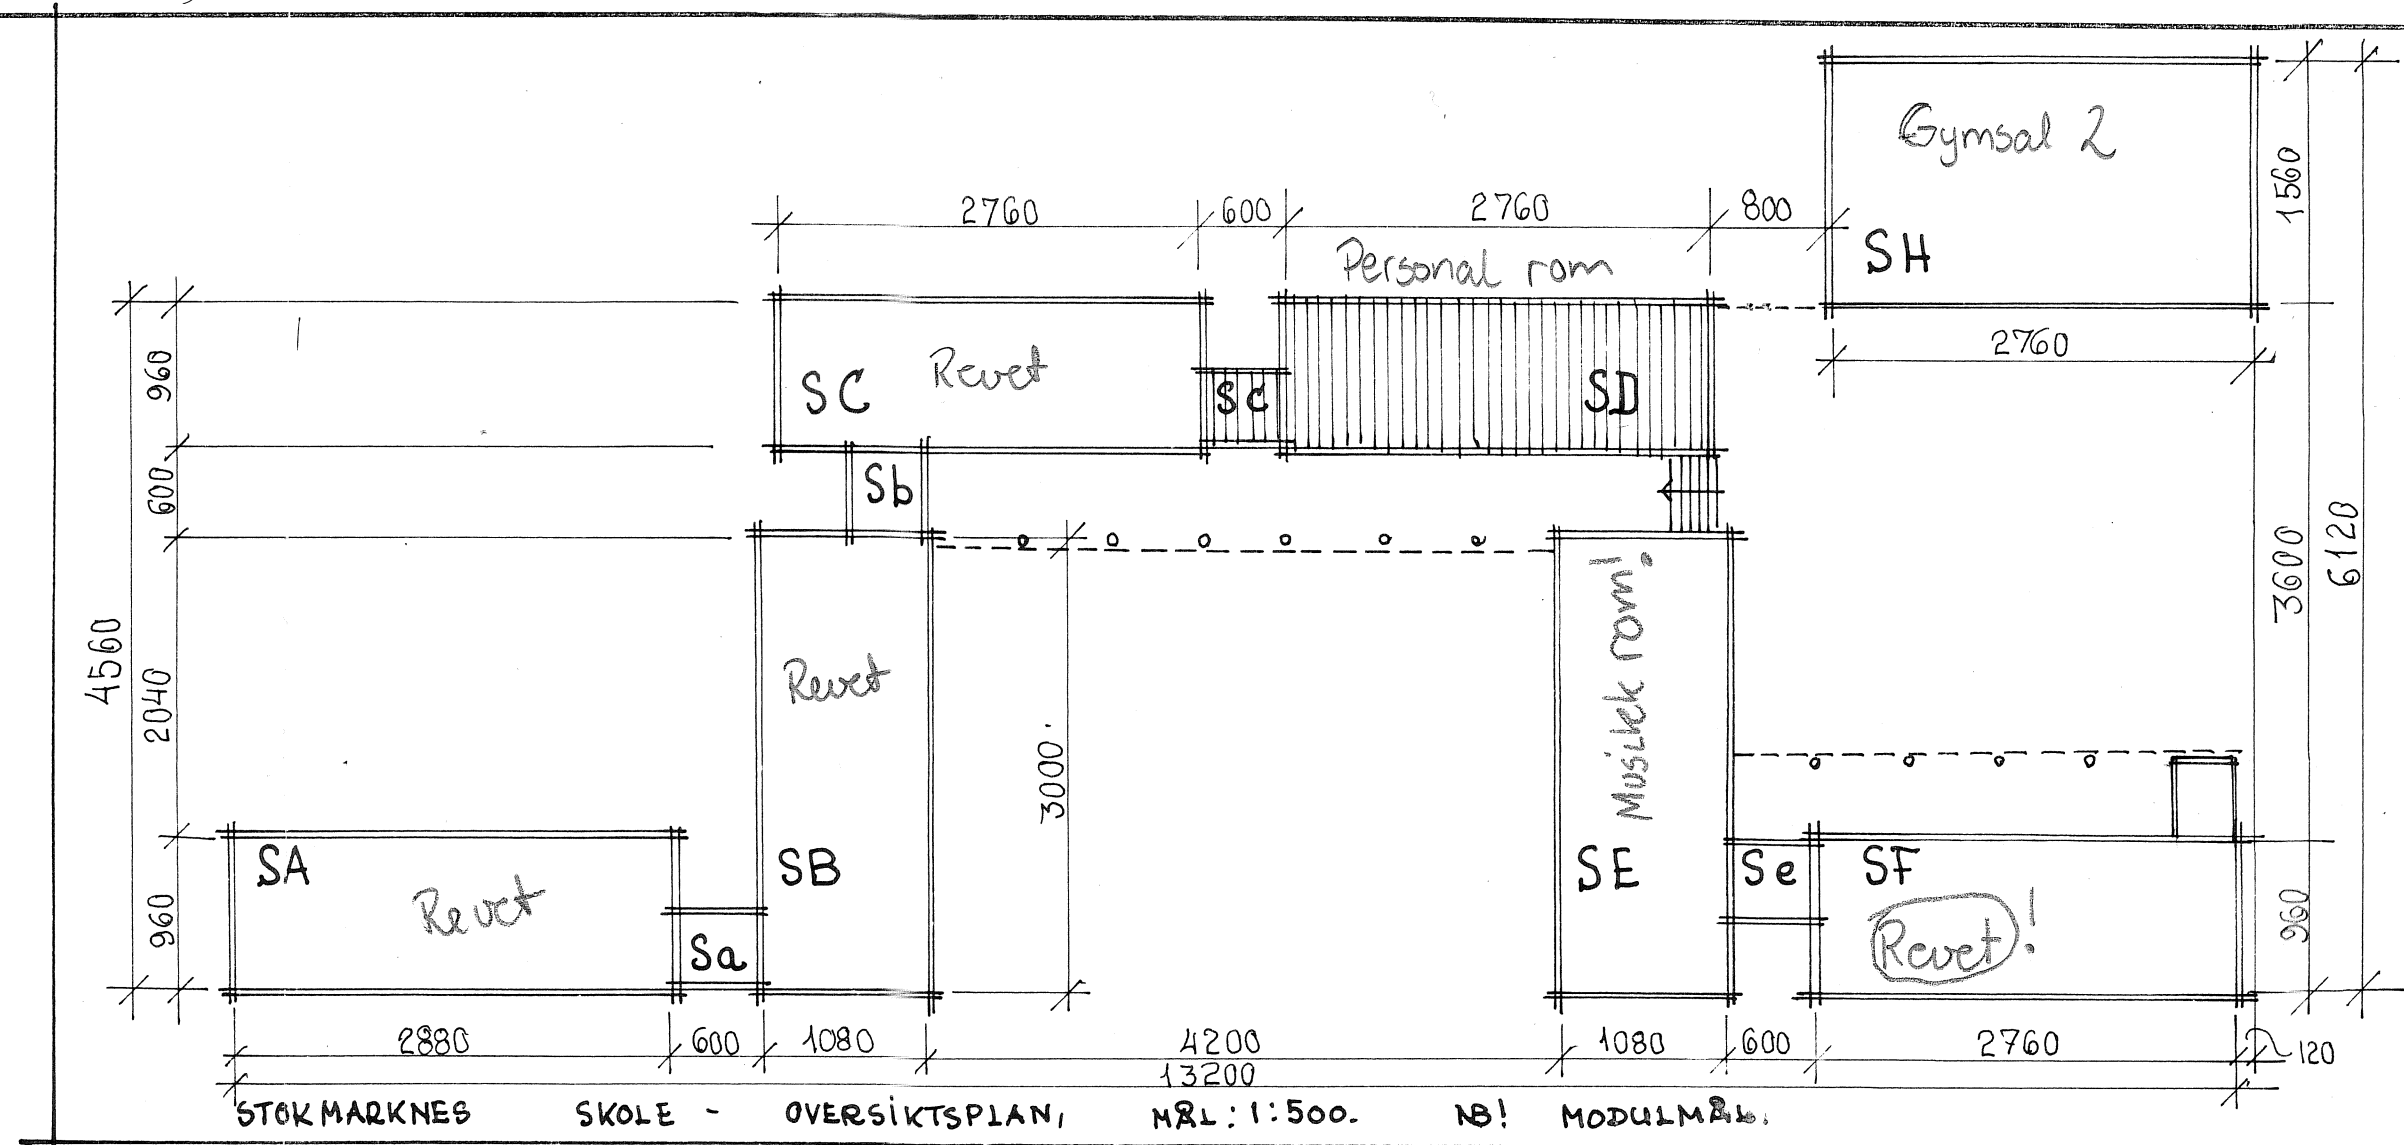 Gymsal 2
1560
2760 600 2760 800
Personal rom
SH
2760
960
SC Revet Sc SD
600
Sb
3600
6120
4560
2040
Revet
Musikk rom!
3000
SA
Revet
SB
SE
Se
SF
Revet!
960
960
Sa
2880 600 1080 4200 1080 600 2760 120
13200
STOKMARKNES SKOLE - OVERSIKTSPLAN, MÅL: 1:500. NB! MODULMÅL.